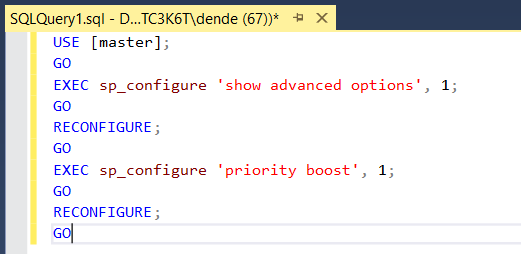 SQLQuery1.sql - D...TC3K6T\dende (67))*
USE [master];
GO
EXEC sp_configure 'show advanced options', 1;
GO
RECONFIGURE;
GO
EXEC sp_configure 'priority boost', 1;
GO
RECONFIGURE;
GO